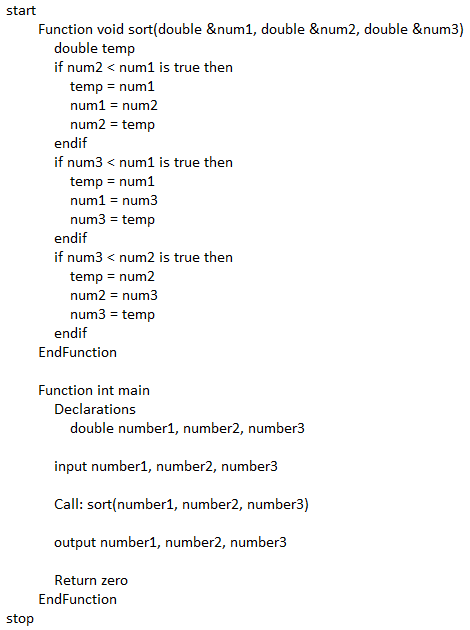 start
Function void sort(double &num1, double &num2, double &num3)
double temp
if num2 < num1 is true then
temp = num1
num1 = num2
num2 = temp
endif
if num3 < num1 is true then
temp = num1
num1 = num3
num3 = temp
endif
if num3 < num2 is true then
temp = num2
num2 = num3
num3 = temp
endif
EndFunction
Function int main
Declarations
double number1, number2, number3
input number1, number2, number3
Call: sort(number1, number2, number3)
output number1, number2, number3
Return zero
EndFunction
stop